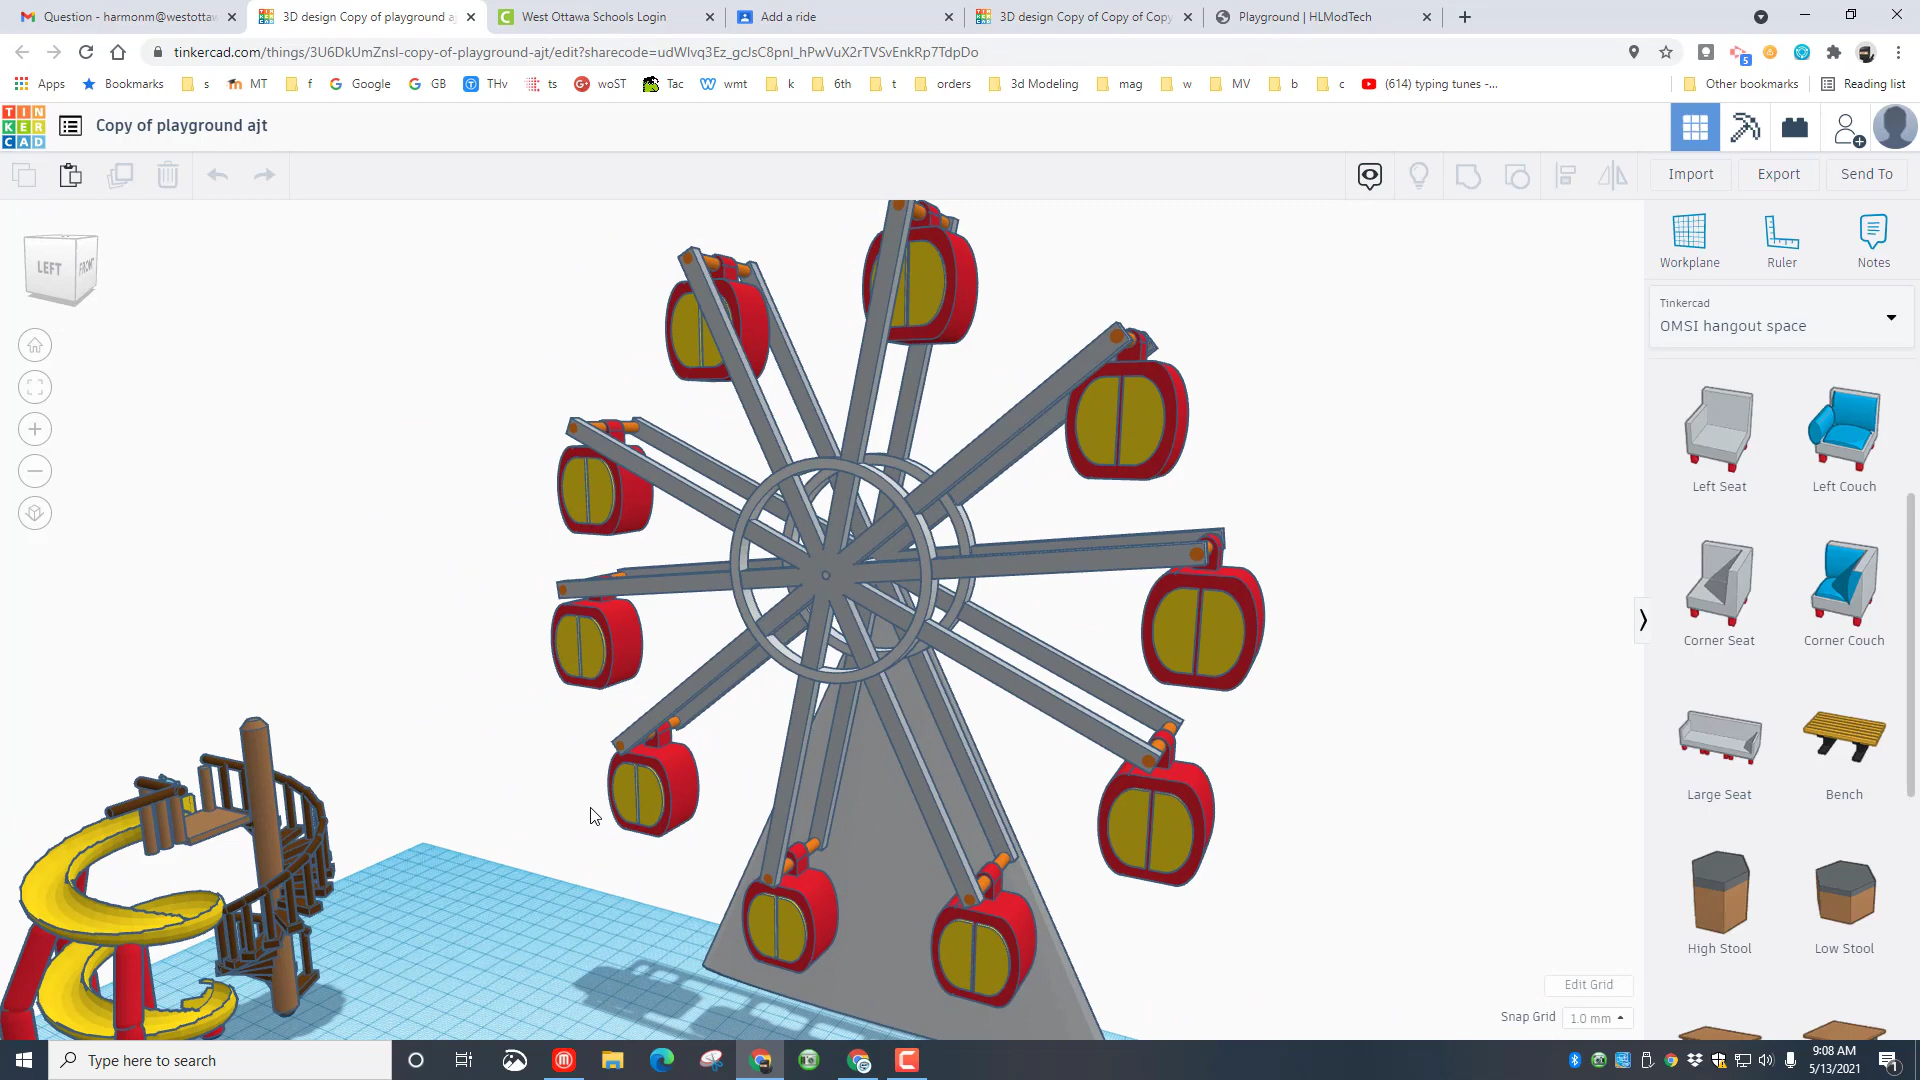 Question - harmonm@westottaw
3D design Copy of playground aj
West Ottawa Schools Login
Add a ride
3D design Copy of Copy of Copy
Playground | HLModTech
tinkercad.com/things/3U6DkUmZnsl-copy-of-playground-ajt/edit?sharecode=udWlvq3Ez_gcJsC8pnl_hPwVuX2rTVSvEnkRp7TdpDo
5
Apps
Bookmarks
s
MT
f
Google
GB
THv
ts
woST
Tac
wmt
k
6th
t
orders
3d Modeling
mag
w
MV
b
c
(614) typing tunes -...
Other bookmarks
Reading list
TIN
KER
CAD
Copy of playground ajt
Import
Export
Send To
LEFT
FRONT
Workplane
Ruler
Notes
Tinkercad
OMSI hangout space
Left Seat
Left Couch
Corner Seat
Corner Couch
Large Seat
Bench
High Stool
Low Stool
Edit Grid
Snap Grid
1.0 mm
Type here to search
9:08 AM
5/13/2021
1